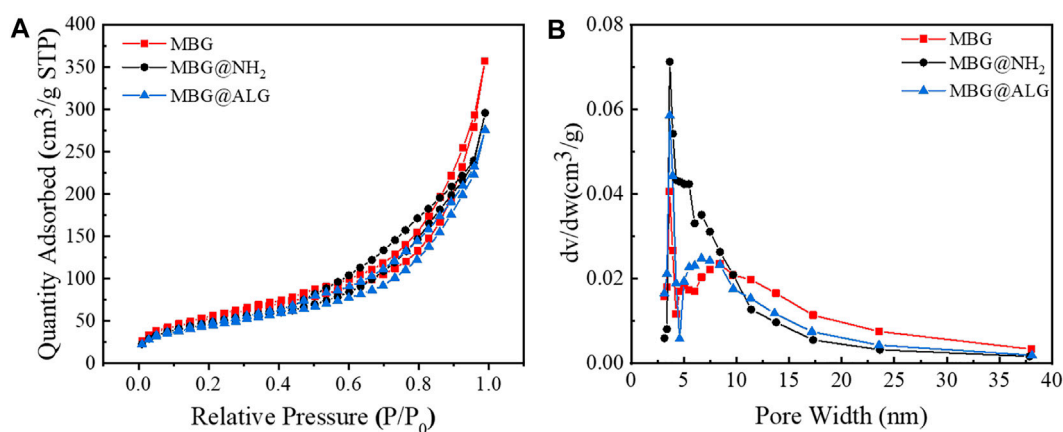 A
Quantity Adsorbed (cm³/g STP)
400
350
300
250
200
150
100
50
0
MBG
MBG@NH₂
MBG@ALG
0.0 0.2 0.4 0.6 0.8 1.0
Relative Pressure (P/P₀)
B
dv/dw(cm³/g)
0.08
0.06
0.04
0.02
0.00
MBG
MBG@NH₂
MBG@ALG
0 5 10 15 20 25 30 35 40
Pore Width (nm)